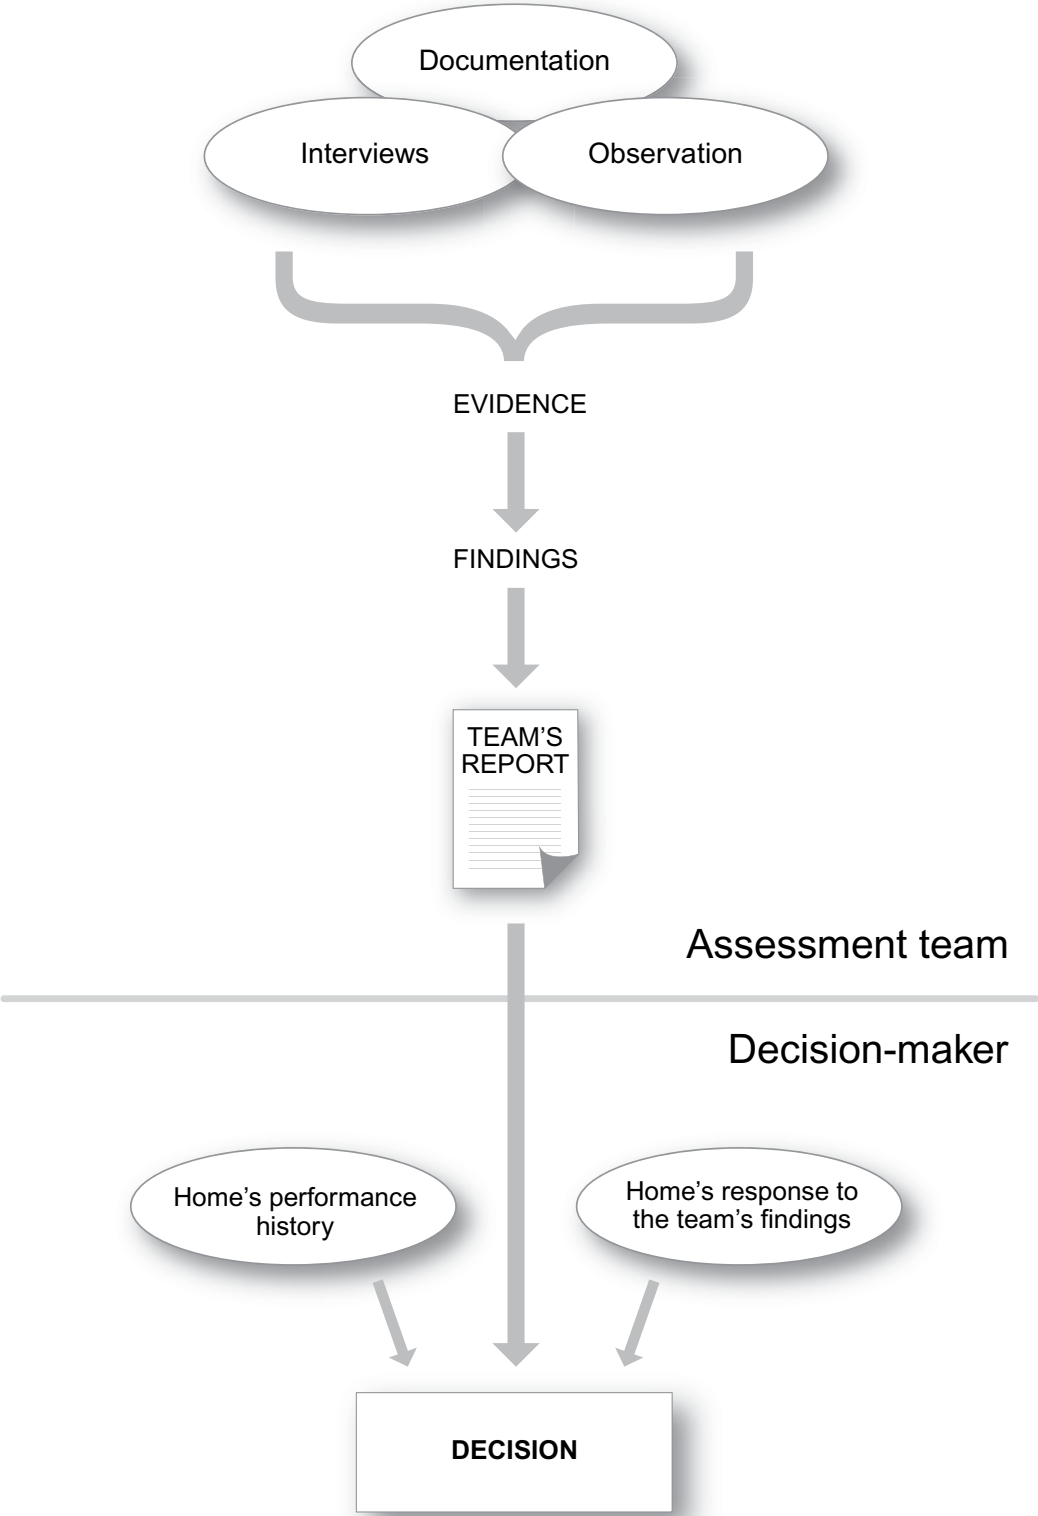 Documentation
Interviews
Observation
EVIDENCE
FINDINGS
TEAM’S
REPORT
Assessment team
Decision-maker
Home’s performance
history
Home’s response to
the team’s findings
DECISION